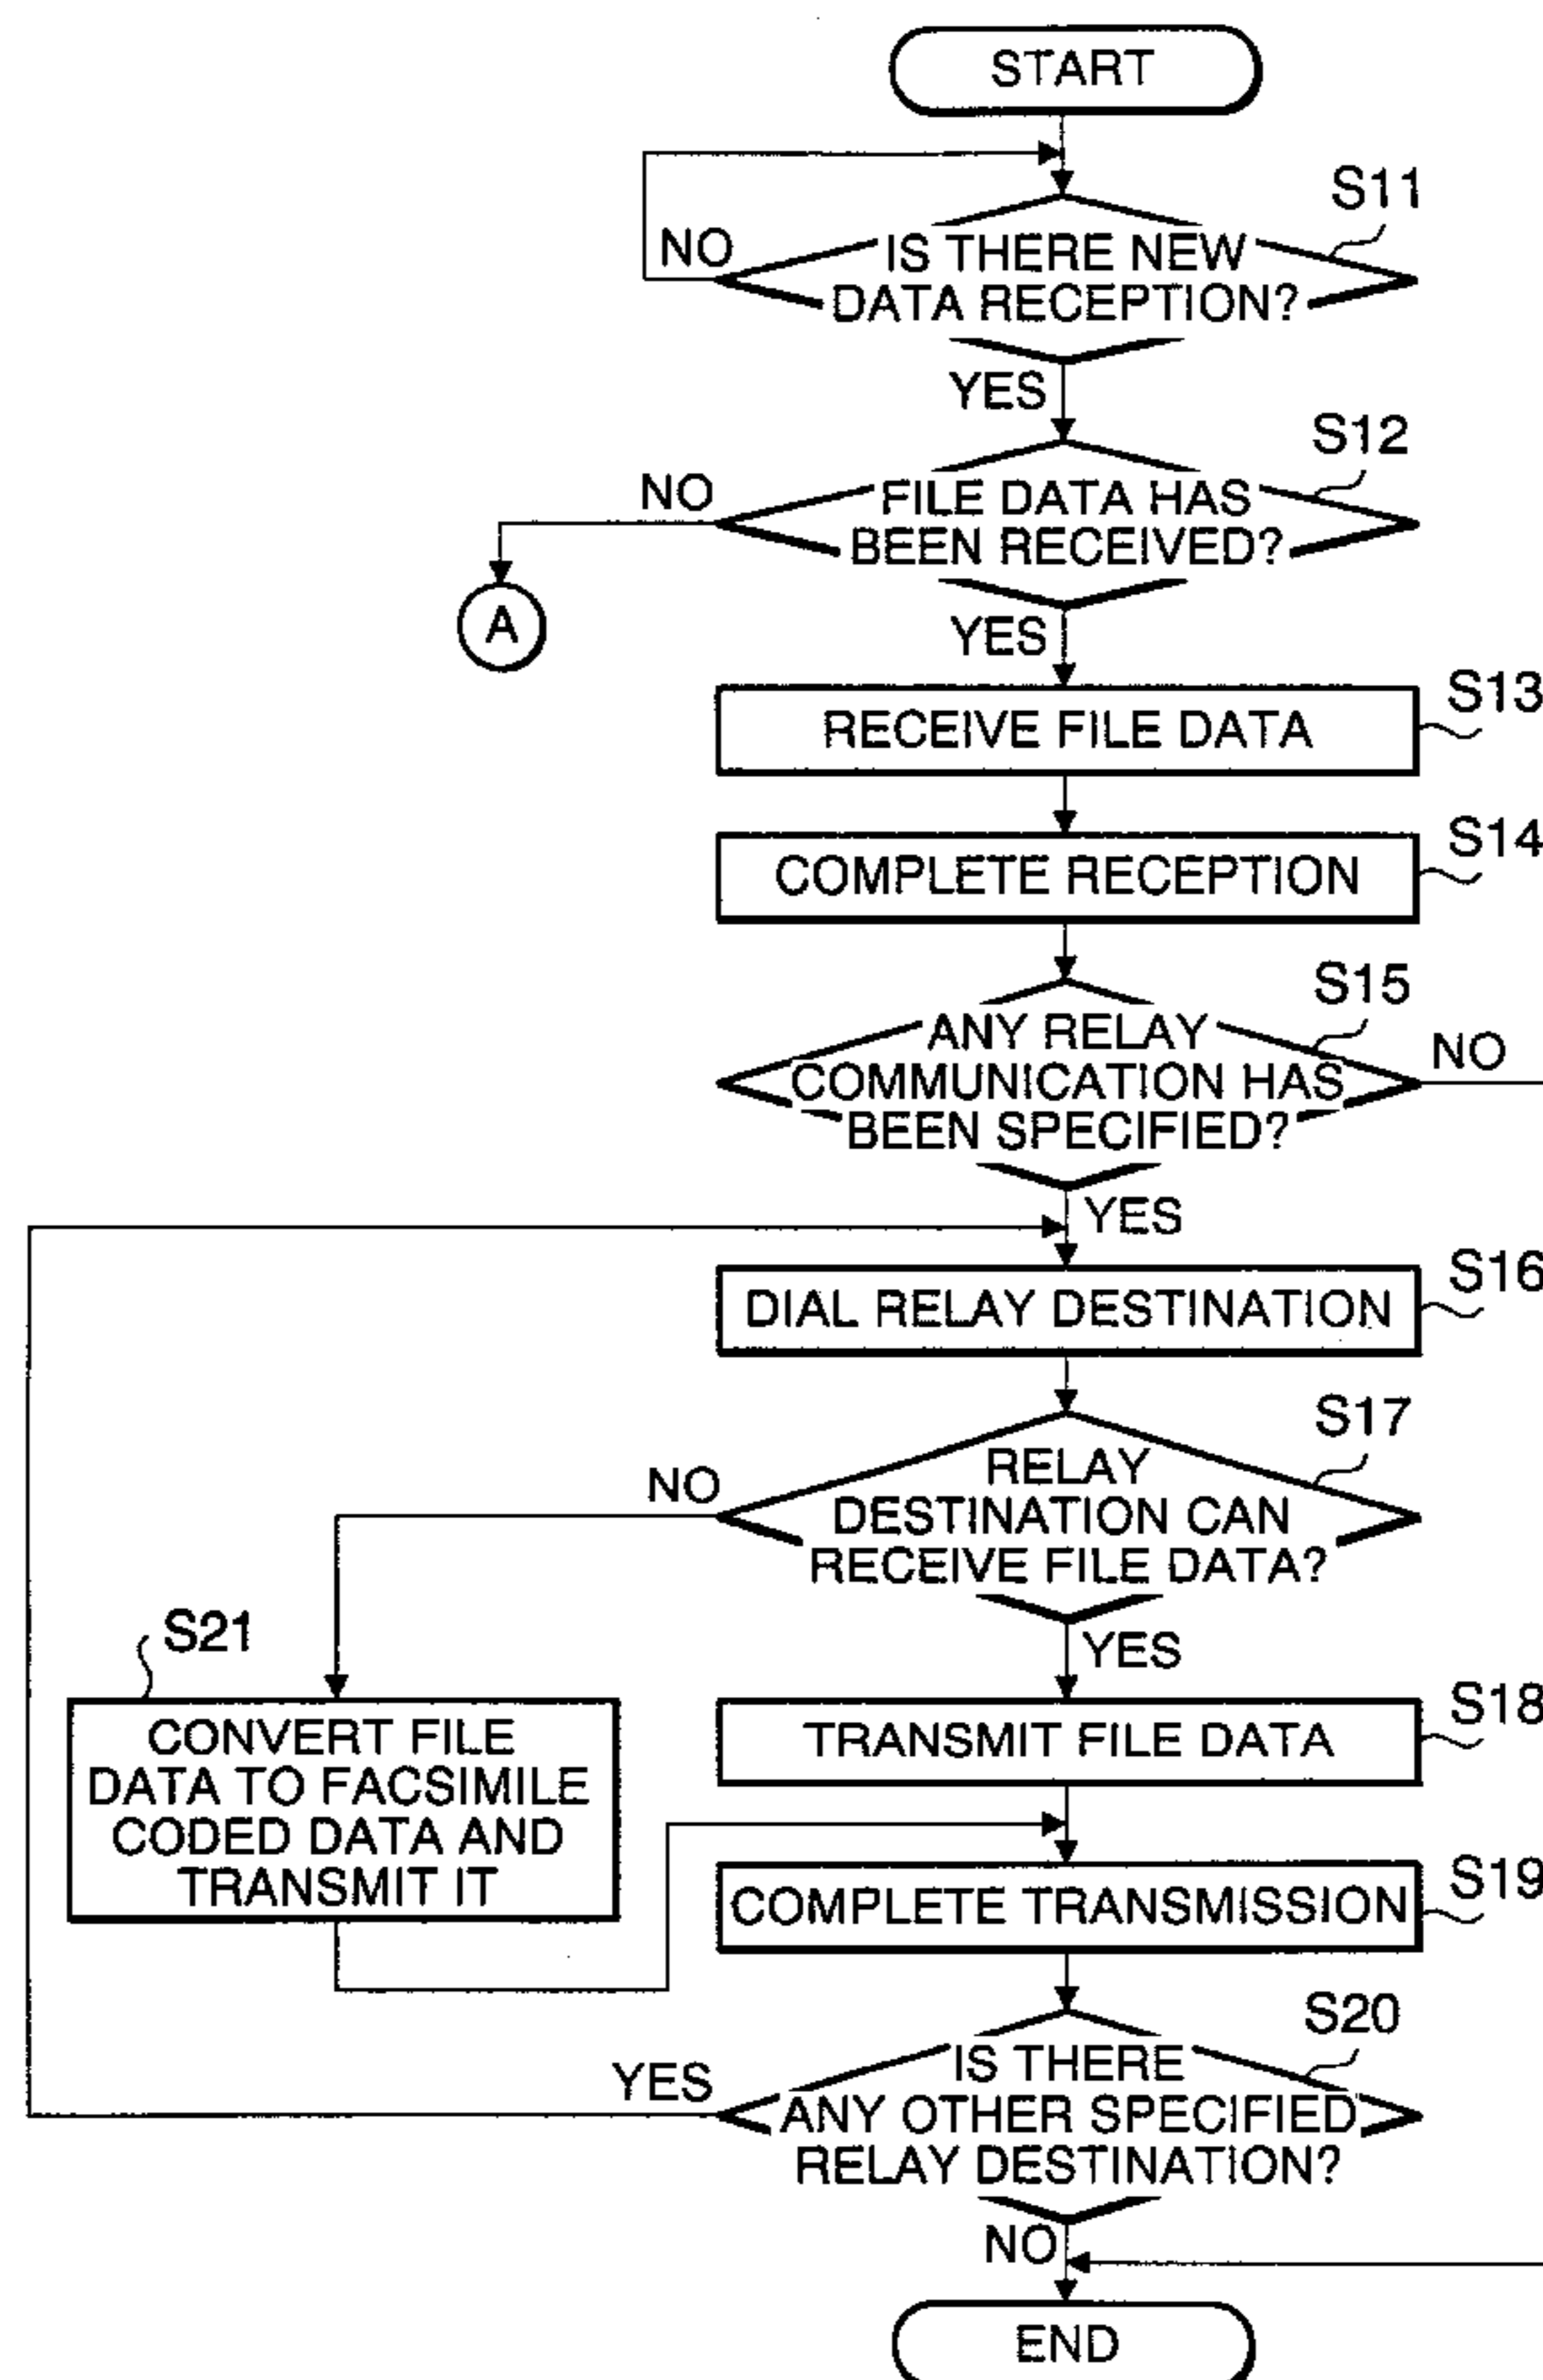 START
S11
NO
IS THERE NEW
DATA RECEPTION?
YES
S12
NO
FILE DATA HAS
BEEN RECEIVED?
A
YES
S13
RECEIVE FILE DATA
S14
COMPLETE RECEPTION
S15
ANY RELAY
COMMUNICATION HAS
BEEN SPECIFIED?
NO
YES
S16
DIAL RELAY DESTINATION
S17
NO
RELAY
DESTINATION CAN
RECEIVE FILE DATA?
YES
S21
CONVERT FILE
DATA TO FACSIMILE
CODED DATA AND
TRANSMIT IT
S18
TRANSMIT FILE DATA
S19
COMPLETE TRANSMISSION
S20
YES
IS THERE
ANY OTHER SPECIFIED
RELAY DESTINATION?
NO
END